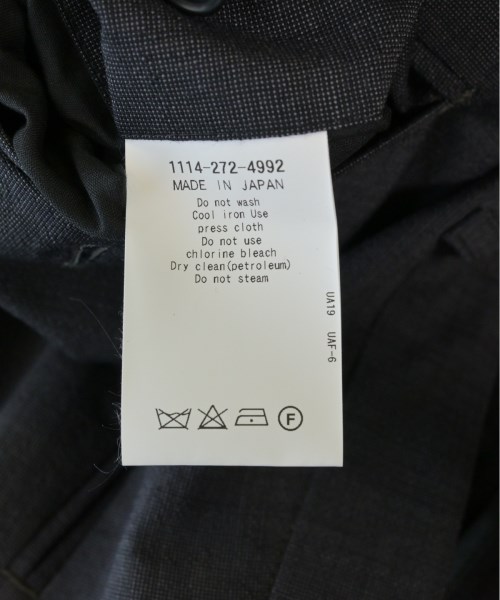 1114-272-4992
MADE IN JAPAN
Do not wash
Cool iron Use
press cloth
Do not use
chlorine bleach
Dry clean(petroleum)
Do not steam
UA19 UAF-6
F